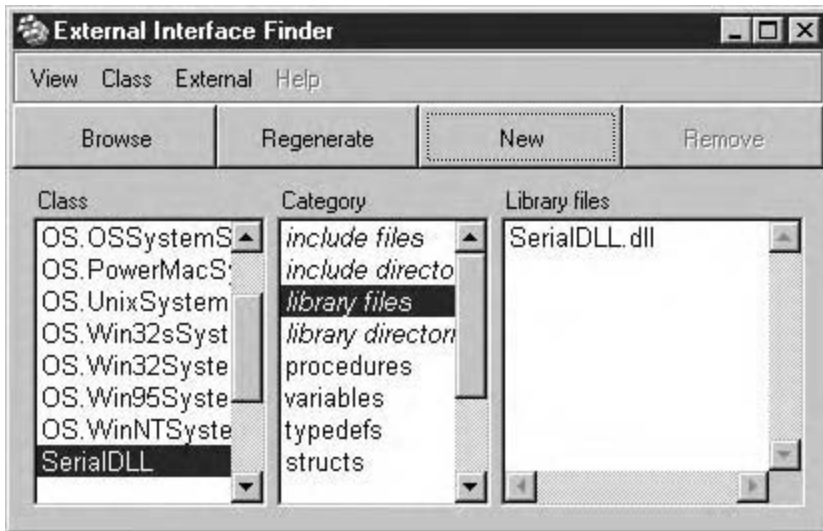 External Interface Finder
View Class External Help
Browse Regenerate New Remove
Class Category Library files
OS.OSSystemS
OS.PowerMacSy
OS.UnixSystem
OS.Win32sSyst
OS.Win32Syste
OS.Win95Syste
OS.WinNTSyste
SerialDLL
include files
include directo
library files
library director
procedures
variables
typedefs
structs
SerialDLL.dll